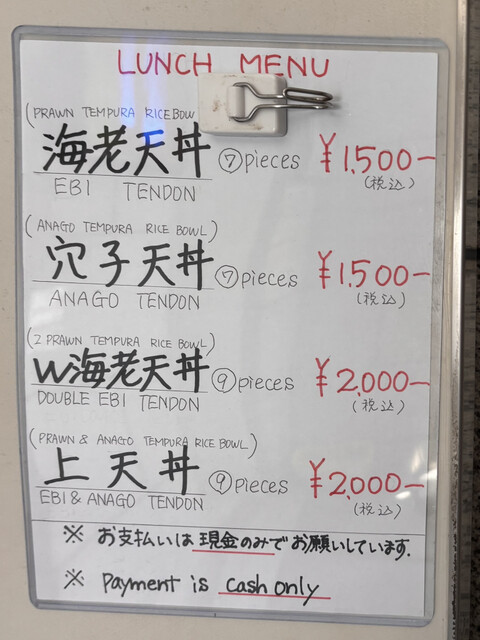 LUNCH MENU
(PRAWN TEMPURA RICE BOW
海老天丼 ⑦pieces ¥1,500-
EBI TENDON (税込)
(ANAGO TEMPURA RICE BOWL)
穴子天丼 ⑦pieces ¥1,500-
ANAGO TENDON (税込)
(2 PRAWN TEMPURA RICE BOWL)
W海老天丼 ⑨pieces ¥2,000-
DOUBLE EBI TENDON (税込)
(PRAWN & ANAGO TEMPURA RICE BOWL)
上天丼 ⑨pieces ¥2,000-
EBI & ANAGO TENDON (税込)
※ お支払いは現金のみでお願いしています.
※ Payment is cash only